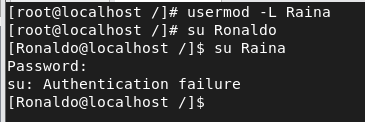 [root@localhost /]# usermod -L Raina
[root@localhost /]# su Ronaldo
[Ronaldo@localhost /]$ su Raina
Password:
su: Authentication failure
[Ronaldo@localhost /]$